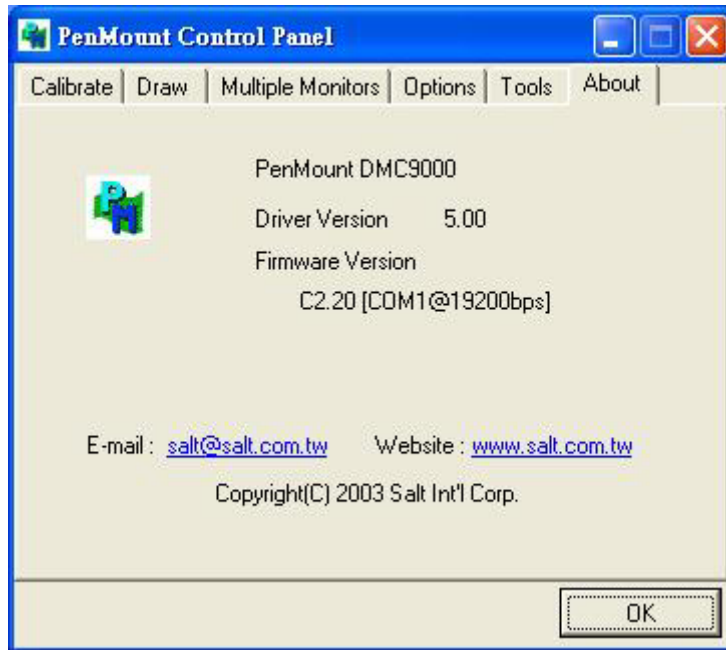 PenMount Control Panel
Calibrate Draw Multiple Monitors Options Tools About
PM
PenMount DMC9000
Driver Version 5.00
Firmware Version
C2.20 [COM1@19200bps]
E-mail : salt@salt.com.tw Website : www.salt.com.tw
Copyright(C) 2003 Salt Int'l Corp.
OK